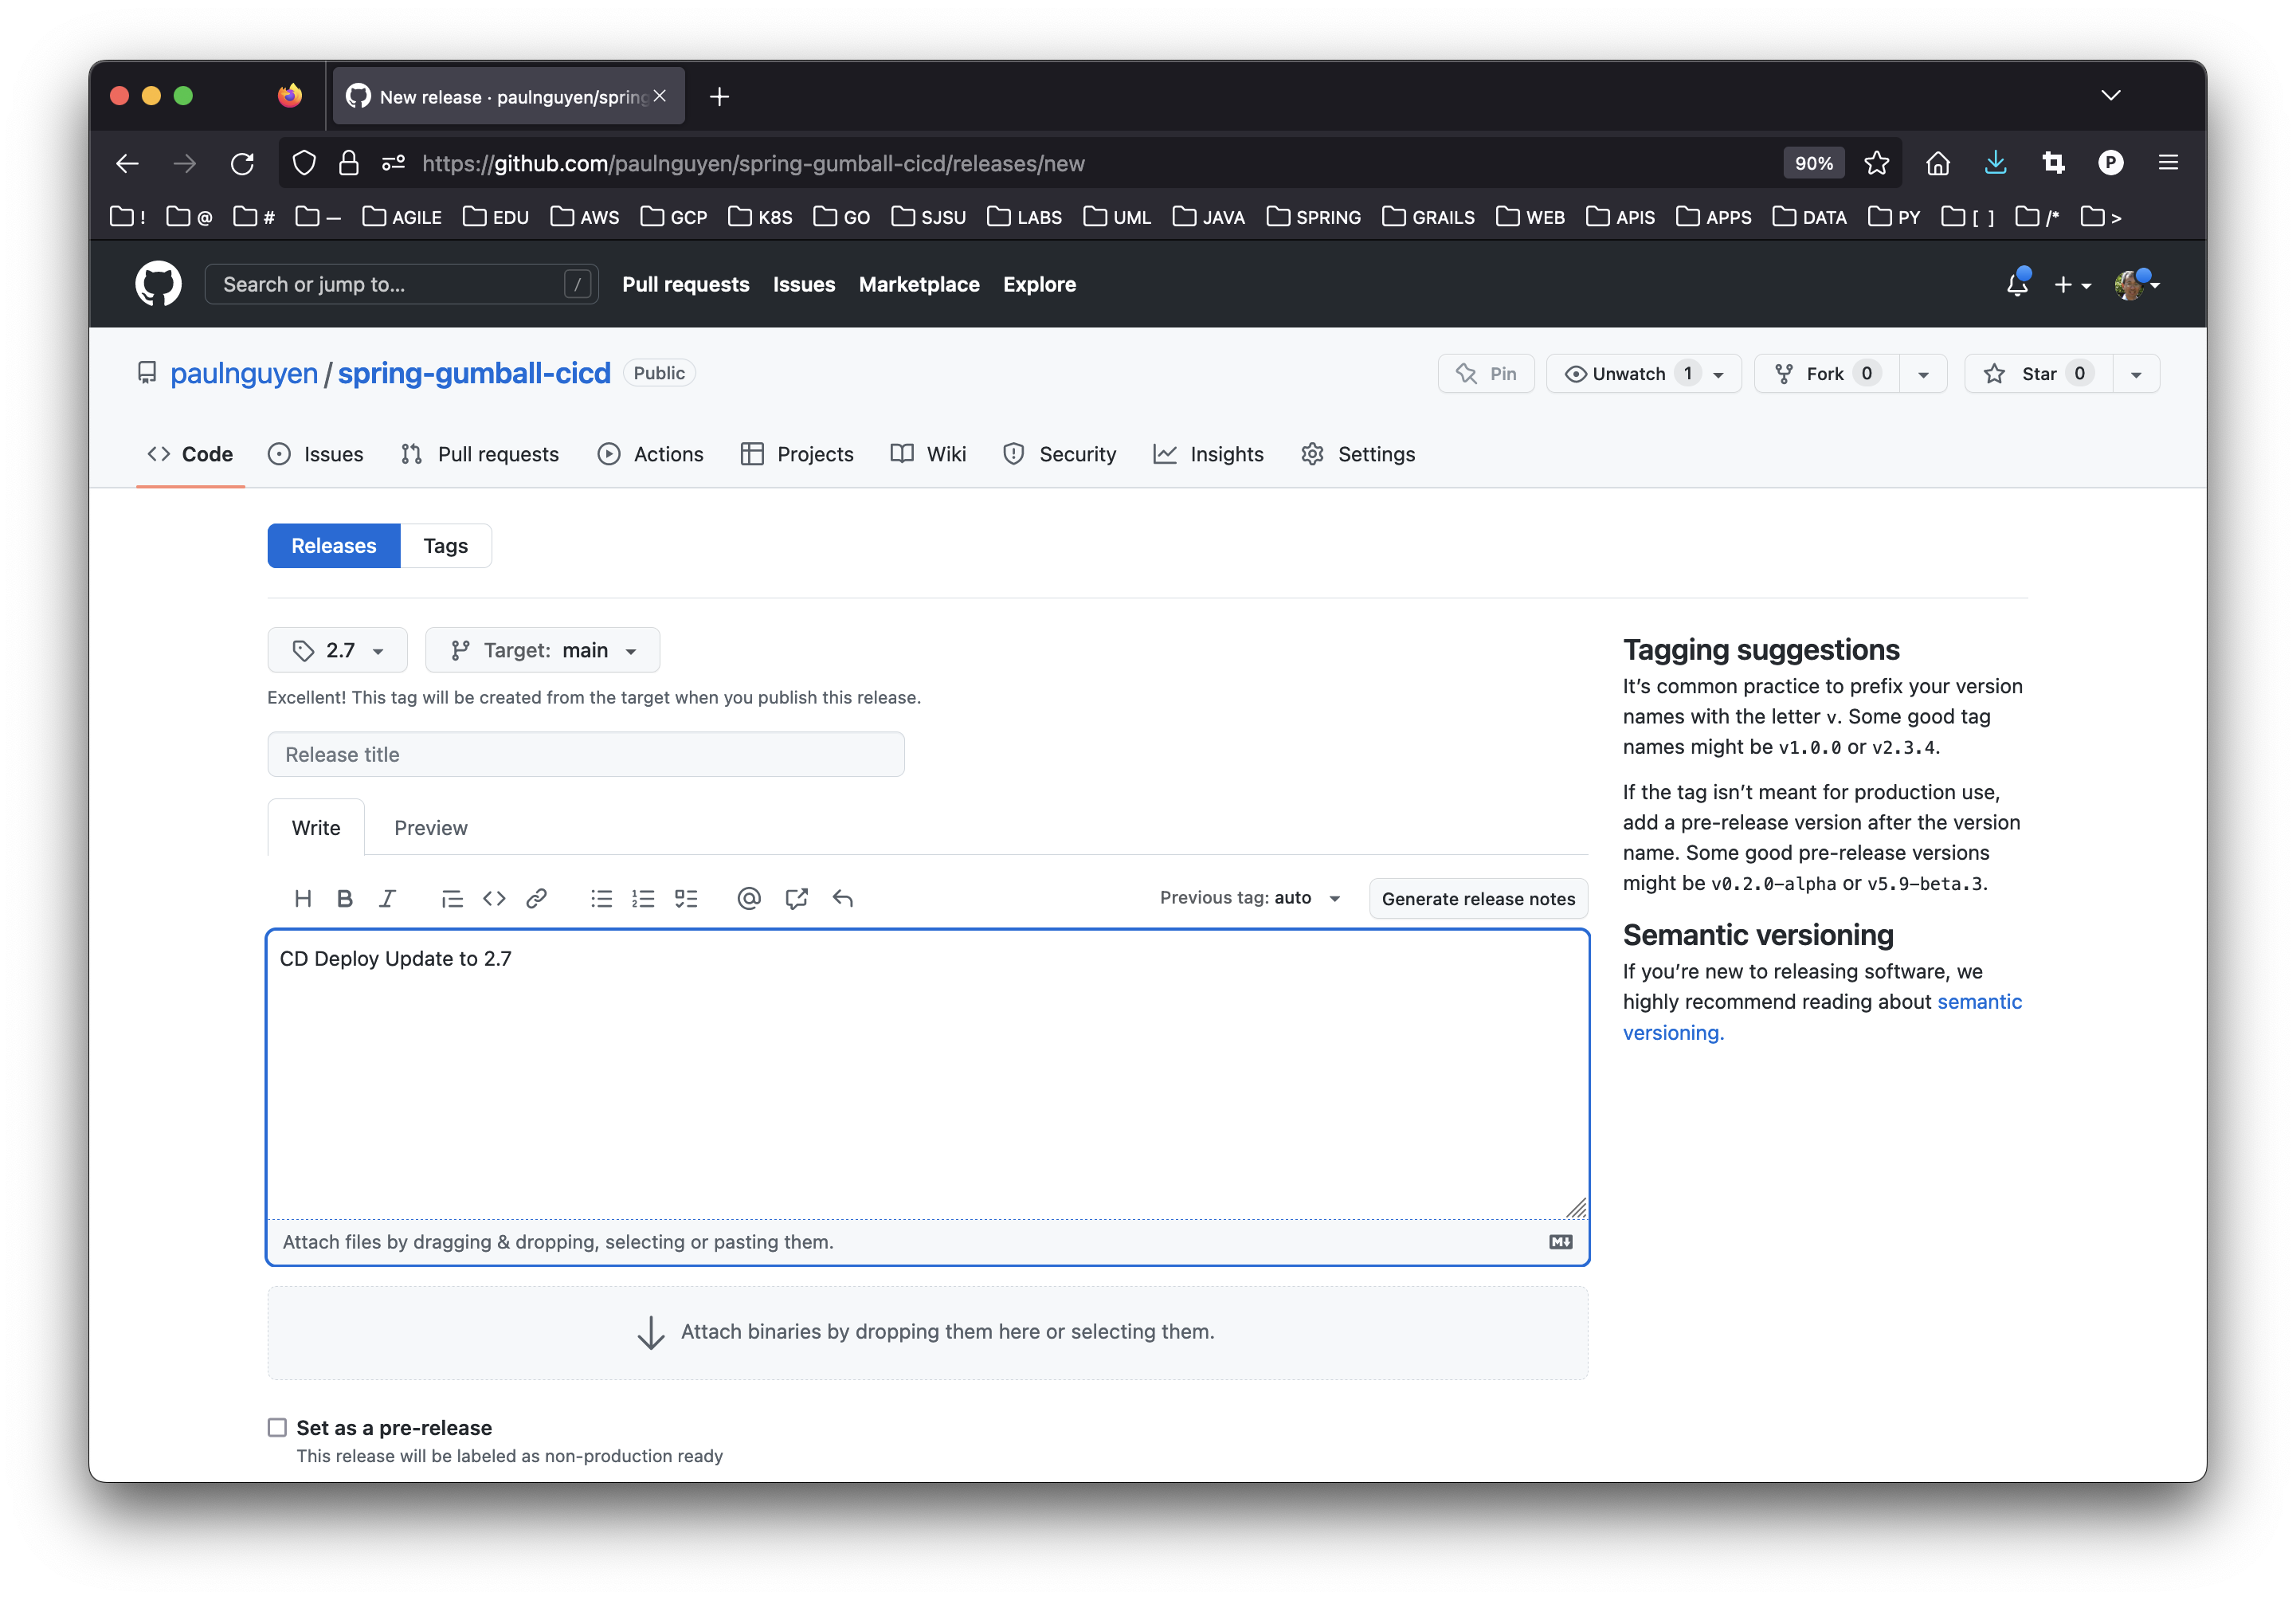 New release · paulnguyen/spring
https://github.com/paulnguyen/spring-gumball-cicd/releases/new
90%
P
! @ # — AGILE EDU AWS GCP K8S GO SJSU LABS UML JAVA SPRING GRAILS WEB APIS APPS DATA PY [ ] /* >
Search or jump to... / Pull requests Issues Marketplace Explore
paulnguyen / spring-gumball-cicd Public
Pin Unwatch 1 Fork 0 Star 0
Code Issues Pull requests Actions Projects Wiki Security Insights Settings
Releases Tags
2.7 Target: main
Excellent! This tag will be created from the target when you publish this release.
Release title
Write Preview
Previous tag: auto Generate release notes
CD Deploy Update to 2.7
Attach files by dragging & dropping, selecting or pasting them.
Attach binaries by dropping them here or selecting them.
Set as a pre-release
This release will be labeled as non-production ready
Tagging suggestions
It’s common practice to prefix your version
names with the letter v. Some good tag
names might be v1.0.0 or v2.3.4.
If the tag isn’t meant for production use,
add a pre-release version after the version
name. Some good pre-release versions
might be v0.2.0-alpha or v5.9-beta.3.
Semantic versioning
If you’re new to releasing software, we
highly recommend reading about semantic
versioning.